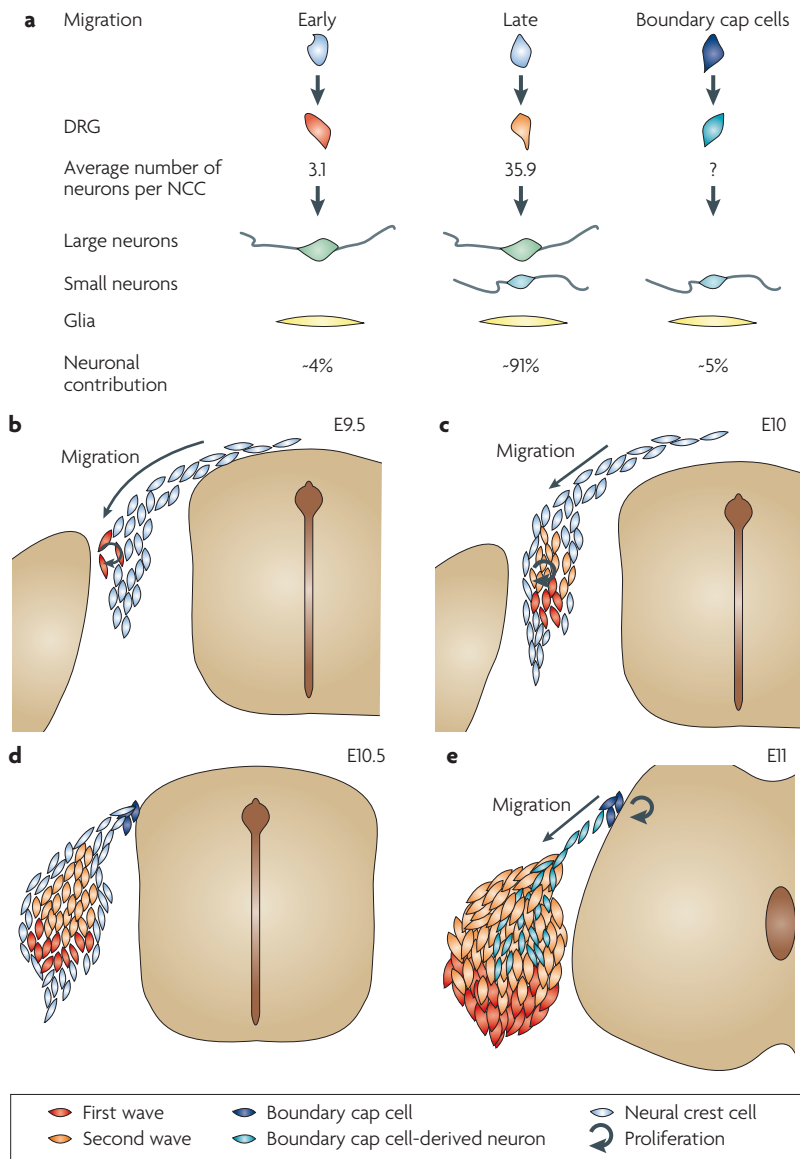 a
Migration Early Late Boundary cap cells
DRG
Average number of
neurons per NCC 3.1 35.9 ?
Large neurons
Small neurons
Glia
Neuronal
contribution ~4% ~91% ~5%
b E9.5
Migration
c E10
Migration
d E10.5
e E11
Migration
First wave Boundary cap cell Neural crest cell
Second wave Boundary cap cell-derived neuron Proliferation